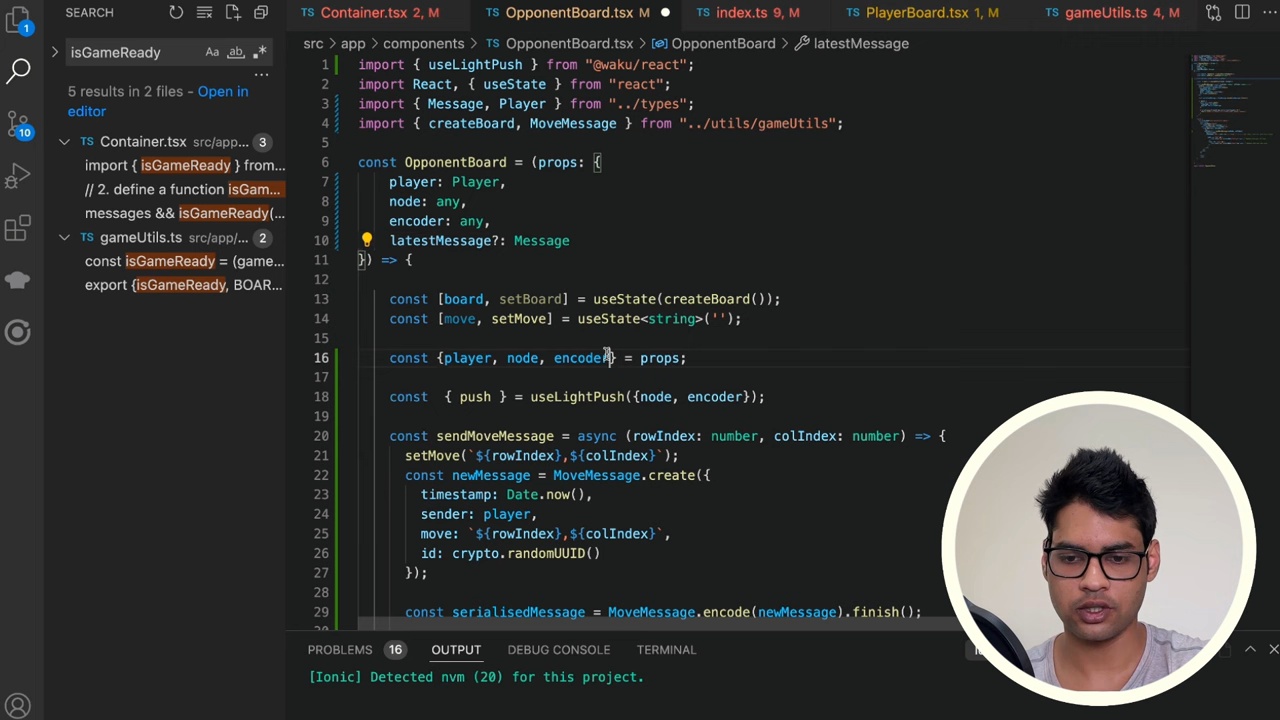 SEARCH
isGameReady
Aa
ab
5 results in 2 files - Open in
editor
Container.tsx src/app... 3
import { isGameReady } from...
// 2. define a function isGam...
messages && isGameReady(...
gameUtils.ts src/app/... 2
const isGameReady = (game...
export {isGameReady, BOAR...
1
10
Container.tsx 2, M
OpponentBoard.tsx M
index.ts 9, M
PlayerBoard.tsx 1, M
gameUtils.ts 4, M
src > app > components > TS OpponentBoard.tsx > OpponentBoard > latestMessage
1 import { useLightPush } from "@waku/react";
2 import React, { useState } from "react";
3 import { Message, Player } from "../types";
4 import { createBoard, MoveMessage } from "../utils/gameUtils";
5
6 const OpponentBoard = (props: {
7 player: Player,
8 node: any,
9 encoder: any,
10 latestMessage?: Message
11 }) => {
12
13 const [board, setBoard] = useState(createBoard());
14 const [move, setMove] = useState<string>('');
15
16 const {player, node, encoder} = props;
17
18 const { push } = useLightPush({node, encoder});
19
20 const sendMoveMessage = async (rowIndex: number, colIndex: number) => {
21 setMove(`${rowIndex},${colIndex}`);
22 const newMessage = MoveMessage.create({
23 timestamp: Date.now(),
24 sender: player,
25 move: `${rowIndex},${colIndex}`,
26 id: crypto.randomUUID()
27 });
28
29 const serialisedMessage = MoveMessage.encode(newMessage).finish();
PROBLEMS 16 OUTPUT DEBUG CONSOLE TERMINAL
[Ionic] Detected nvm (20) for this project.